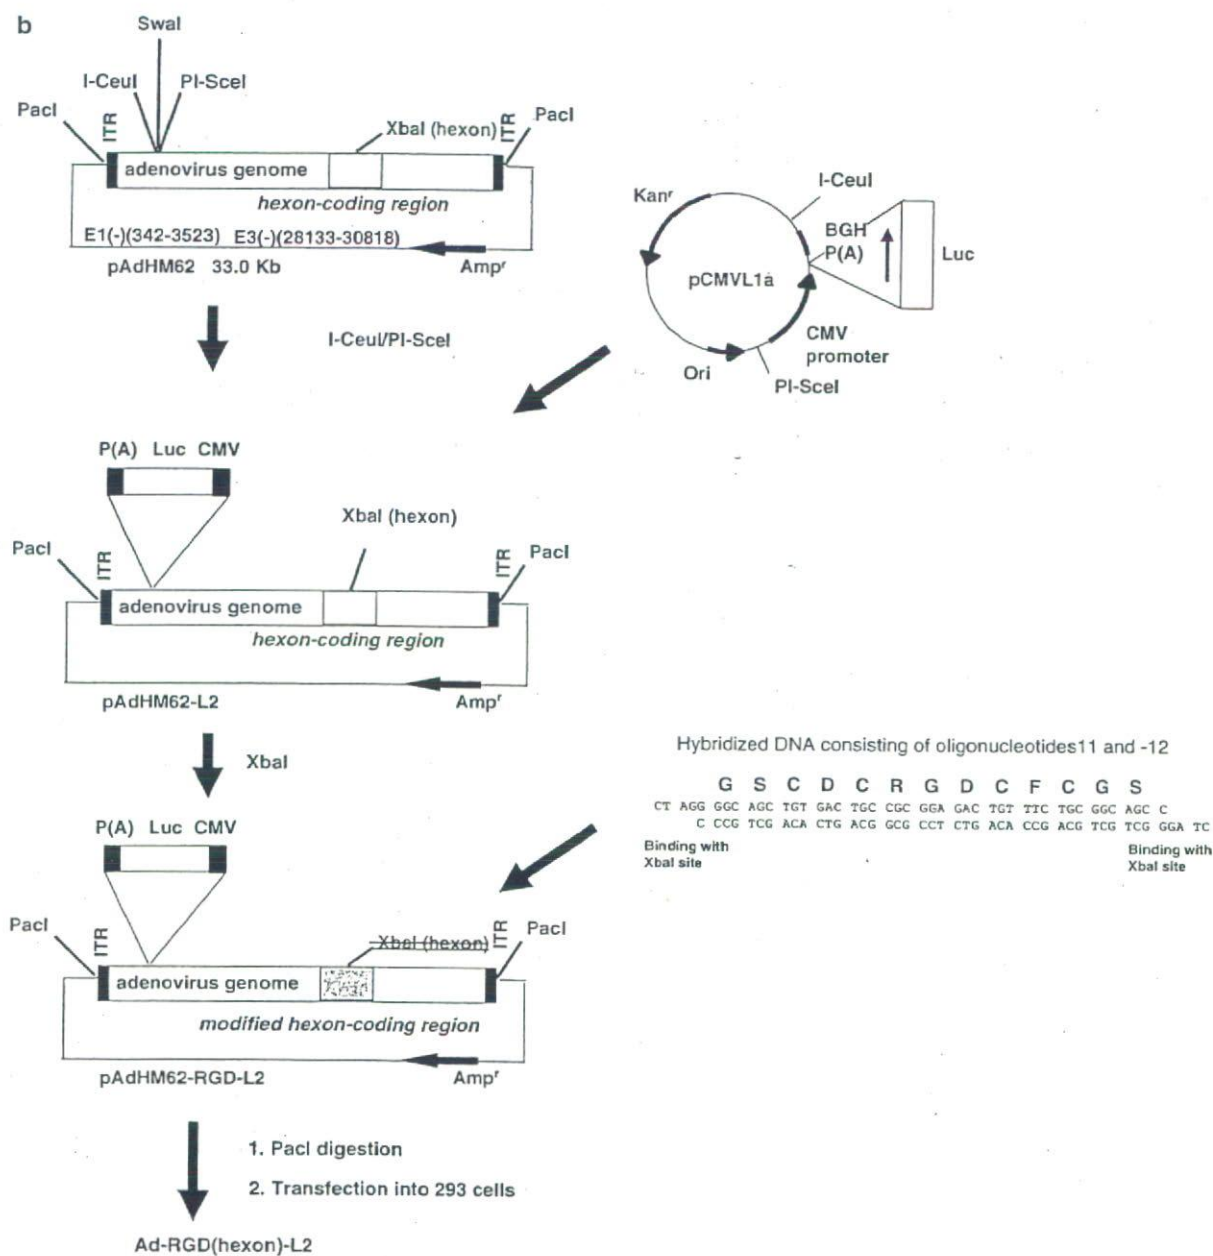 b
SwaI
I-CeuI PI-SceI
PacI
ITR
XbaI (hexon)
ITR
PacI
adenovirus genome
hexon-coding region
E1(-)(342-3523) E3(-)(28133-30818)
pAdHM62 33.0 Kb
Ampʳ
Kanʳ
I-CeuI
BGH
P(A)
Luc
pCMVL1a
CMV
promoter
Ori
PI-SceI
I-CeuI/PI-SceI
P(A) Luc CMV
XbaI (hexon)
PacI
ITR
ITR
PacI
adenovirus genome
hexon-coding region
pAdHM62-L2
Ampʳ
XbaI
Hybridized DNA consisting of oligonucleotides11 and -12
G S C D C R G D C F C G S
CT AGG GGC AGC TGT GAC TGC CGC GGA GAC TGT TTC TGC GGC AGC C
C CCG TCG ACA CTG ACG GCG CCT CTG ACA CCG ACG TCG TCG GGA TC
Binding with
XbaI site
Binding with
XbaI site
P(A) Luc CMV
PacI
ITR
XbaI (hexon)
ITR
PacI
adenovirus genome
modified hexon-coding region
pAdHM62-RGD-L2
Ampʳ
1. PacI digestion
2. Transfection into 293 cells
Ad-RGD(hexon)-L2